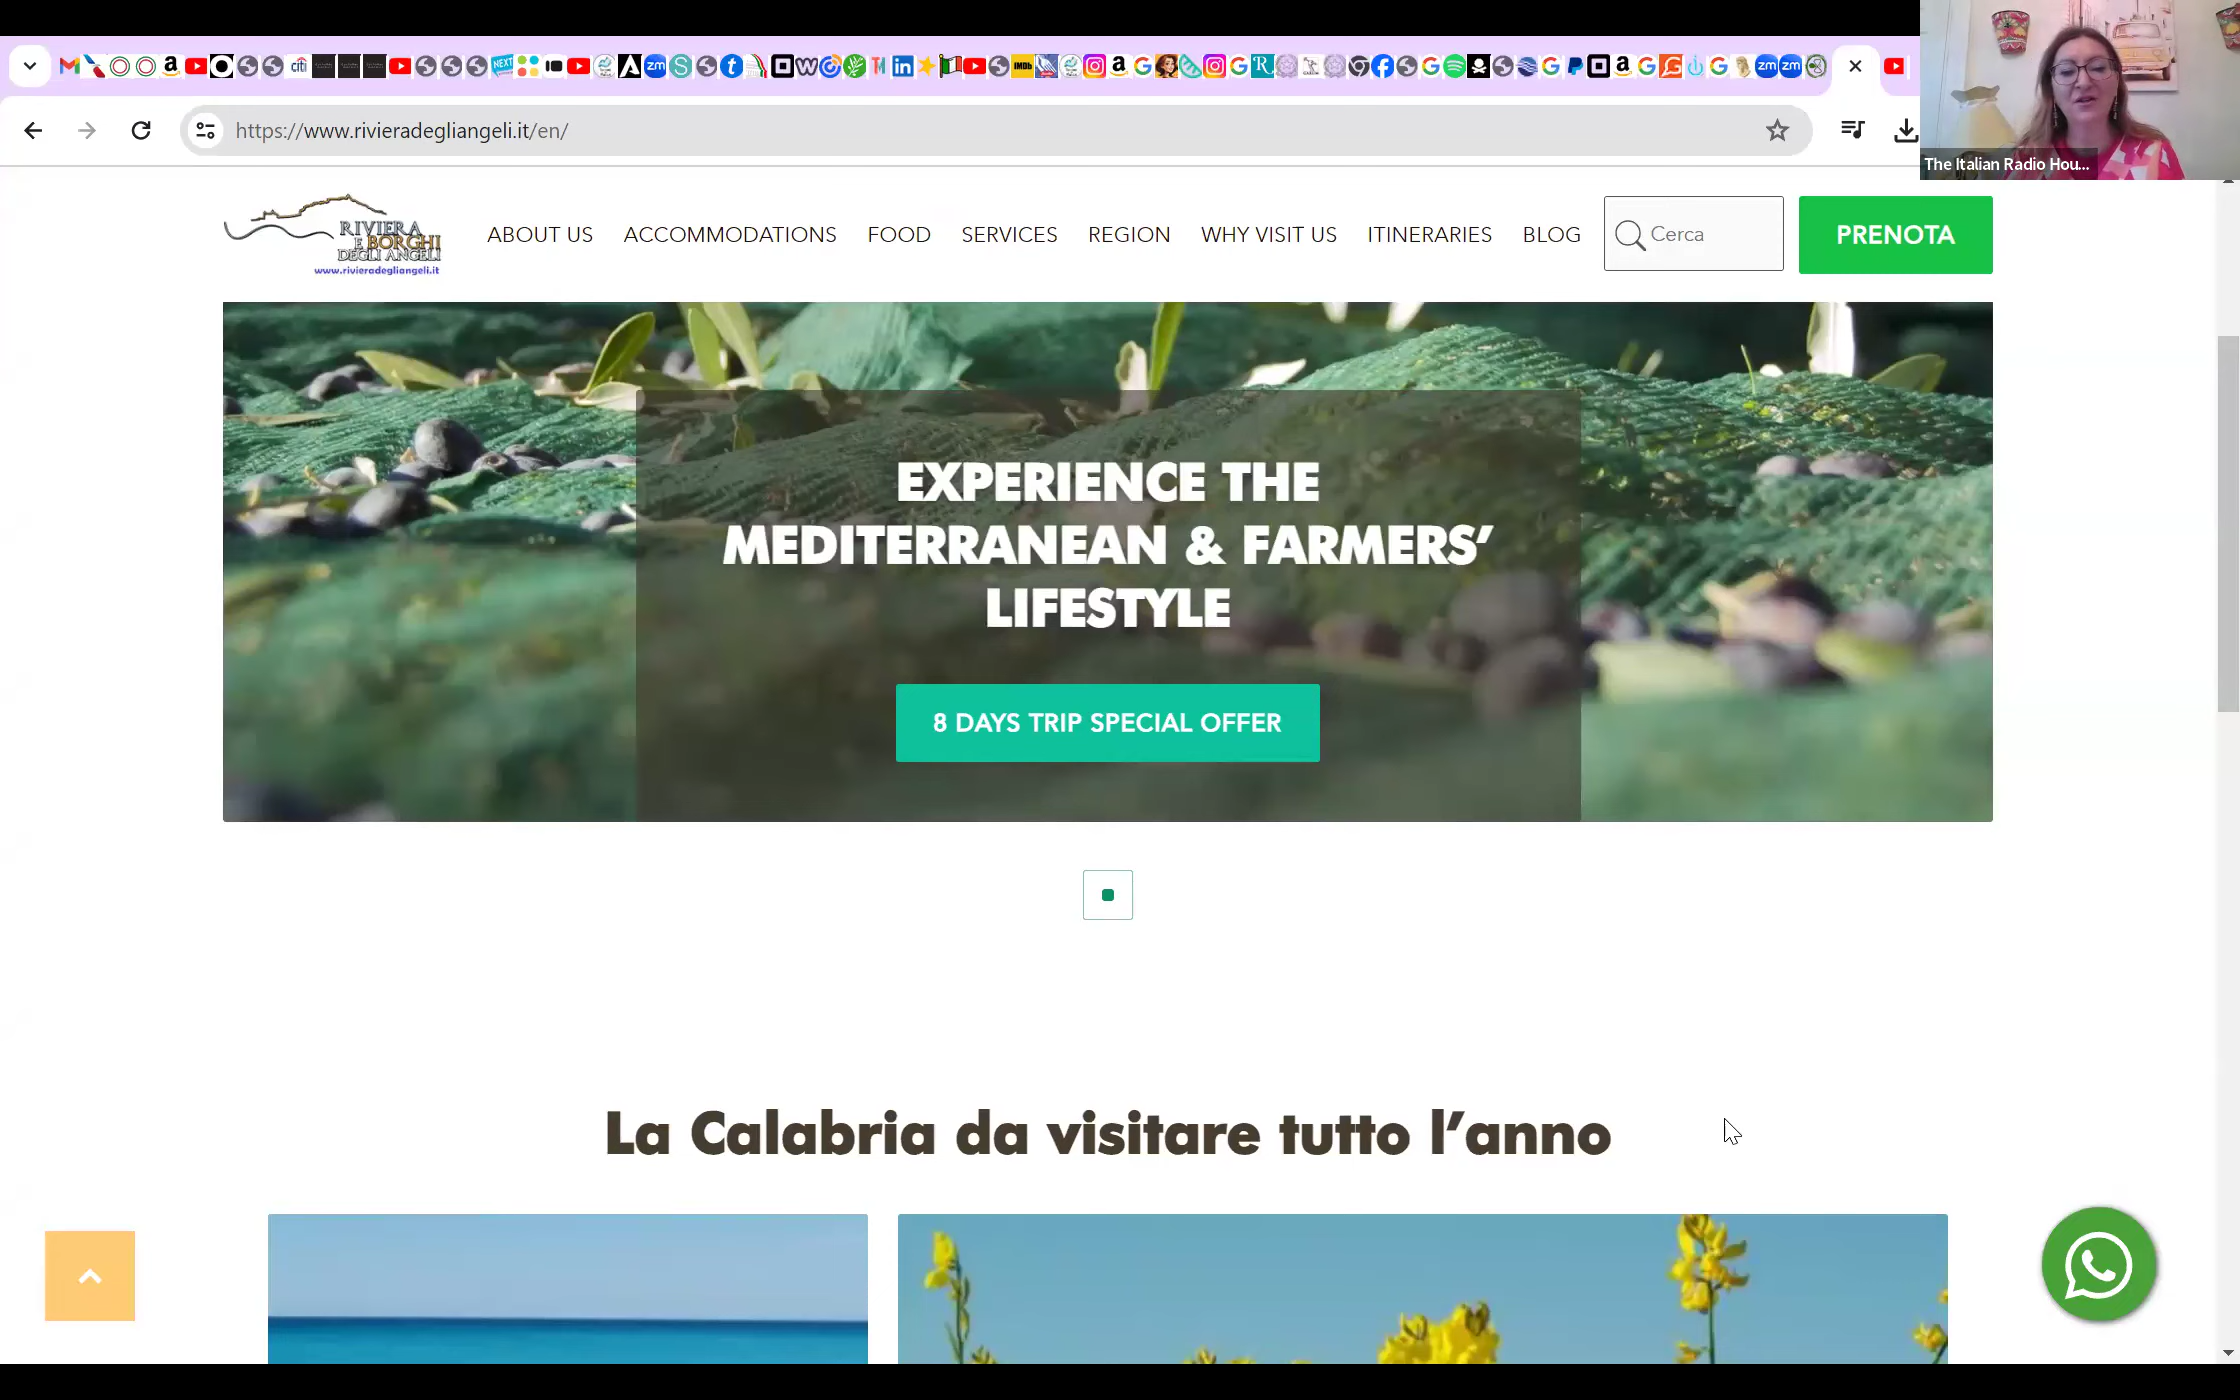 https://www.rivieradegliangeli.it/en/
The Italian Radio Hou...
RIVIERA
E BORGHI
DEGLI ANGELI
www.rivieradegliangeli.it
ABOUT US
ACCOMMODATIONS
FOOD
SERVICES
REGION
WHY VISIT US
ITINERARIES
BLOG
Cerca
PRENOTA
EXPERIENCE THE
MEDITERRANEAN & FARMERS’
LIFESTYLE
8 DAYS TRIP SPECIAL OFFER
La Calabria da visitare tutto l’anno